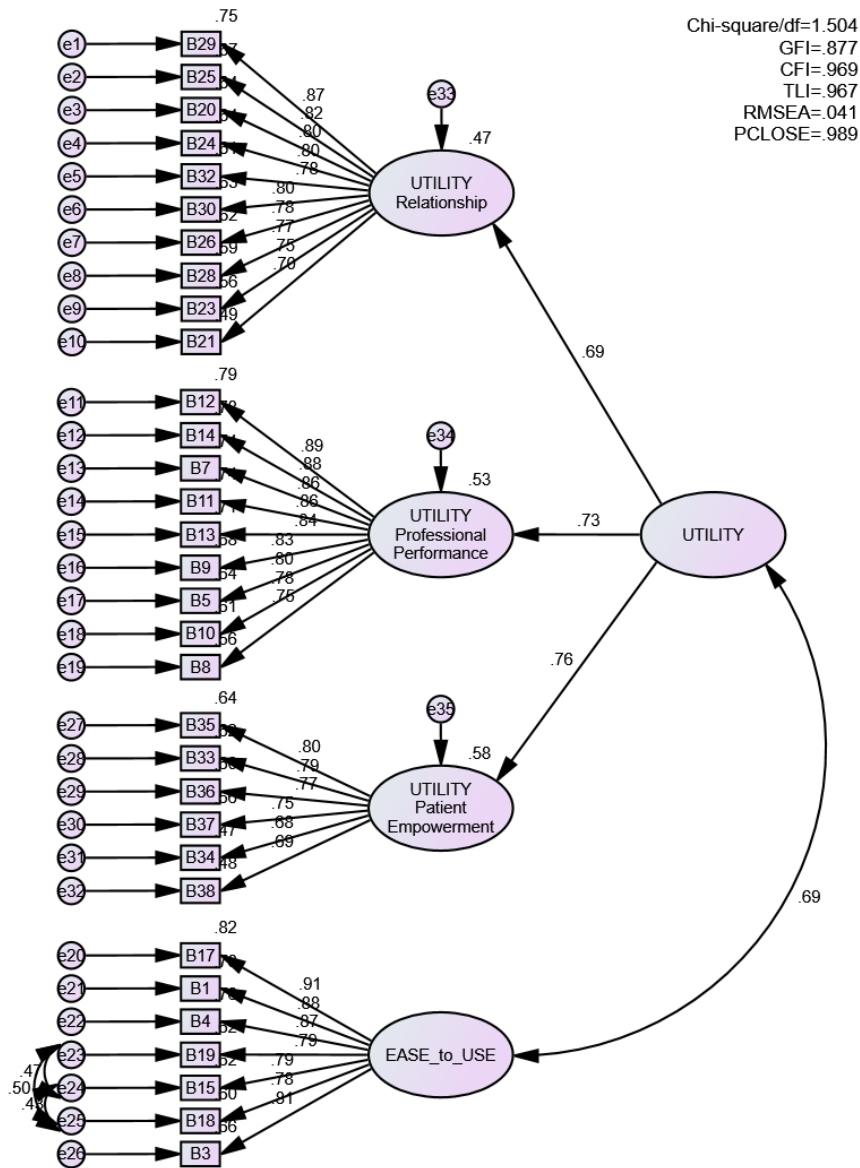 Chi-square/df=1.504
GFI=.877
CFI=.969
TLI=.967
RMSEA=.041
PCLOSE=.989
.75
e1 B29
e2 B25
e3 B20
e4 B24
e5 B32
e6 B30
e7 B26
e8 B28
e9 B23
e10 B21
.49
.87
.82
.80
.80
.78
.80
.78
.77
.75
.70
e33
.47
UTILITY
Relationship
.69
.79
e11 B12
e12 B14
e13 B7
e14 B11
e15 B13
e16 B9
e17 B5
e18 B10
e19 B8
.89
.88
.86
.86
.84
.83
.80
.78
.75
e34
.53
UTILITY
Professional
Performance
.73
UTILITY
.64
e27 B35
e28 B33
e29 B36
e30 B37
e31 B34
e32 B38
.80
.79
.77
.75
.68
.69
e35
.58
UTILITY
Patient
Empowerment
.76
.69
.82
e20 B17
e21 B1
e22 B4
e23 B19
e24 B15
e25 B18
e26 B3
.47
.50
.91
.88
.87
.79
.79
.78
.81
EASE_to_USE